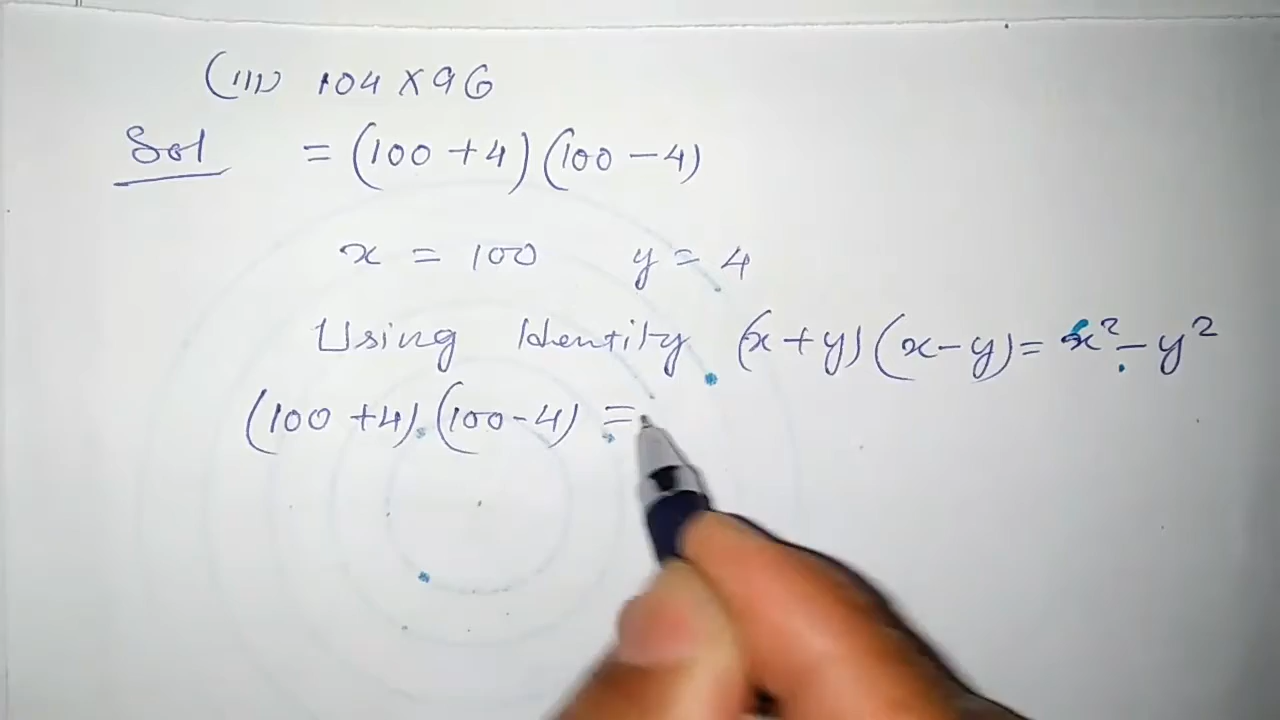 (iii) 104 × 96
Sol = (100 + 4) (100 - 4)
x = 100 y = 4
Using Identity (x + y) (x - y) = x² - y²
(100 + 4) (100 - 4) =